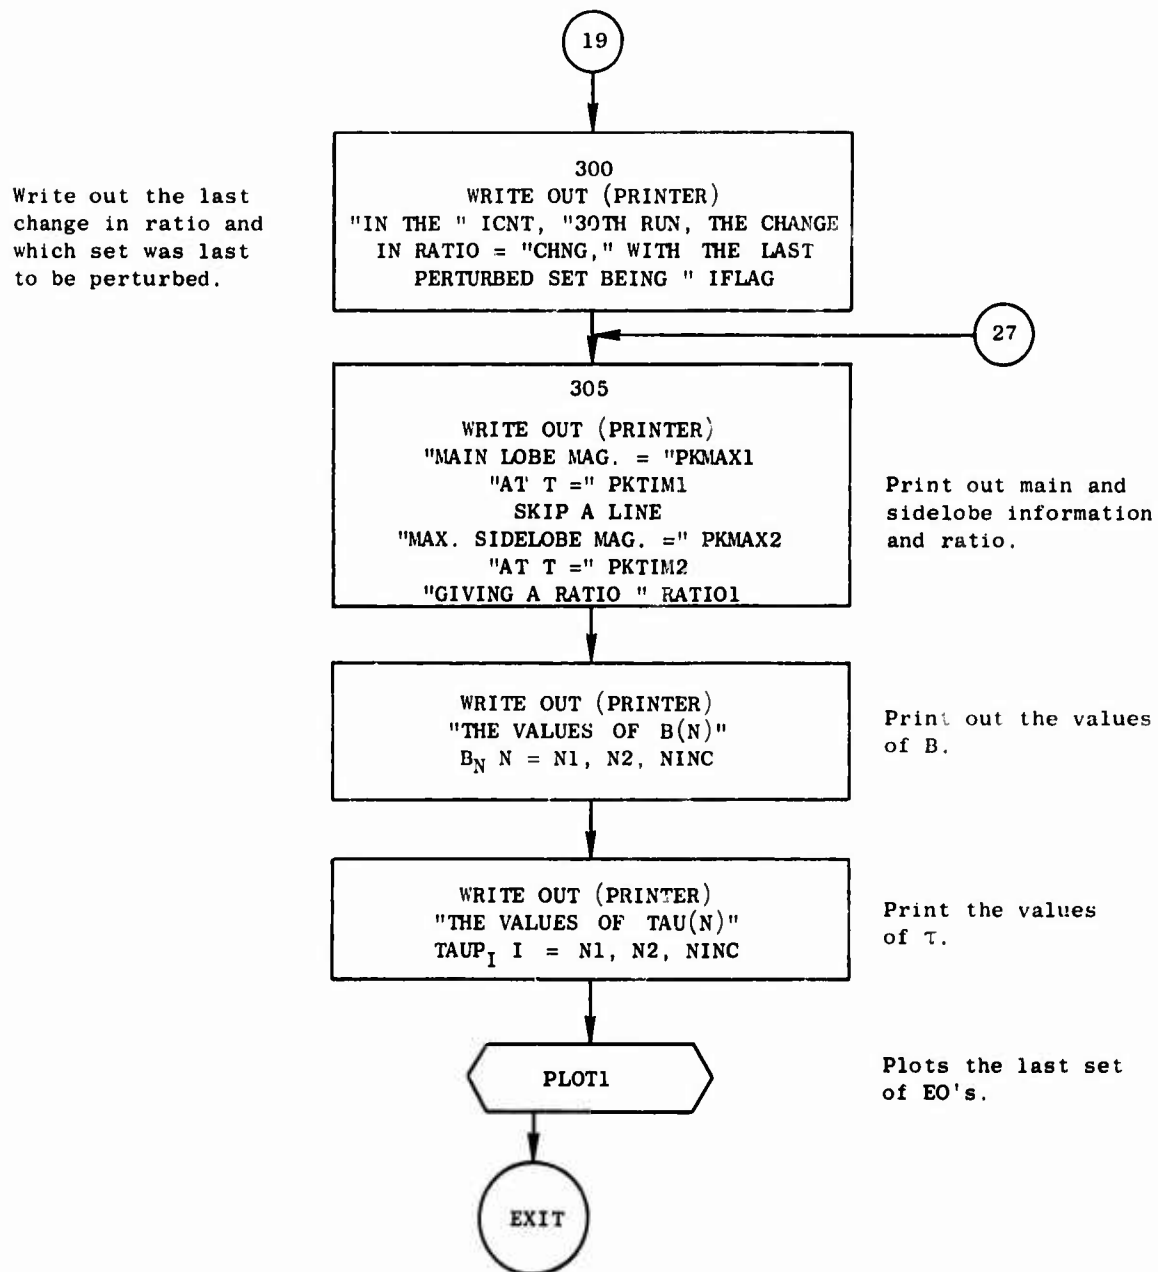 19
Write out the last
change in ratio and
which set was last
to be perturbed.
300
WRITE OUT (PRINTER)
"IN THE " ICNT, "30TH RUN, THE CHANGE
IN RATIO = "CHNG," WITH THE LAST
PERTURBED SET BEING " IFLAG
27
305
WRITE OUT (PRINTER)
"MAIN LOBE MAG. = "PKMAX1
"AT T =" PKTIM1
SKIP A LINE
"MAX. SIDELOBE MAG. =" PKMAX2
"AT T =" PKTIM2
"GIVING A RATIO " RATIO1
Print out main and
sidelobe information
and ratio.
WRITE OUT (PRINTER)
"THE VALUES OF B(N)"
B_N N = N1, N2, NINC
Print out the values
of B.
WRITE OUT (PRINTER)
"THE VALUES OF TAU(N)"
TAUP_I I = N1, N2, NINC
Print the values
of τ.
PLOT1
Plots the last set
of EO's.
EXIT